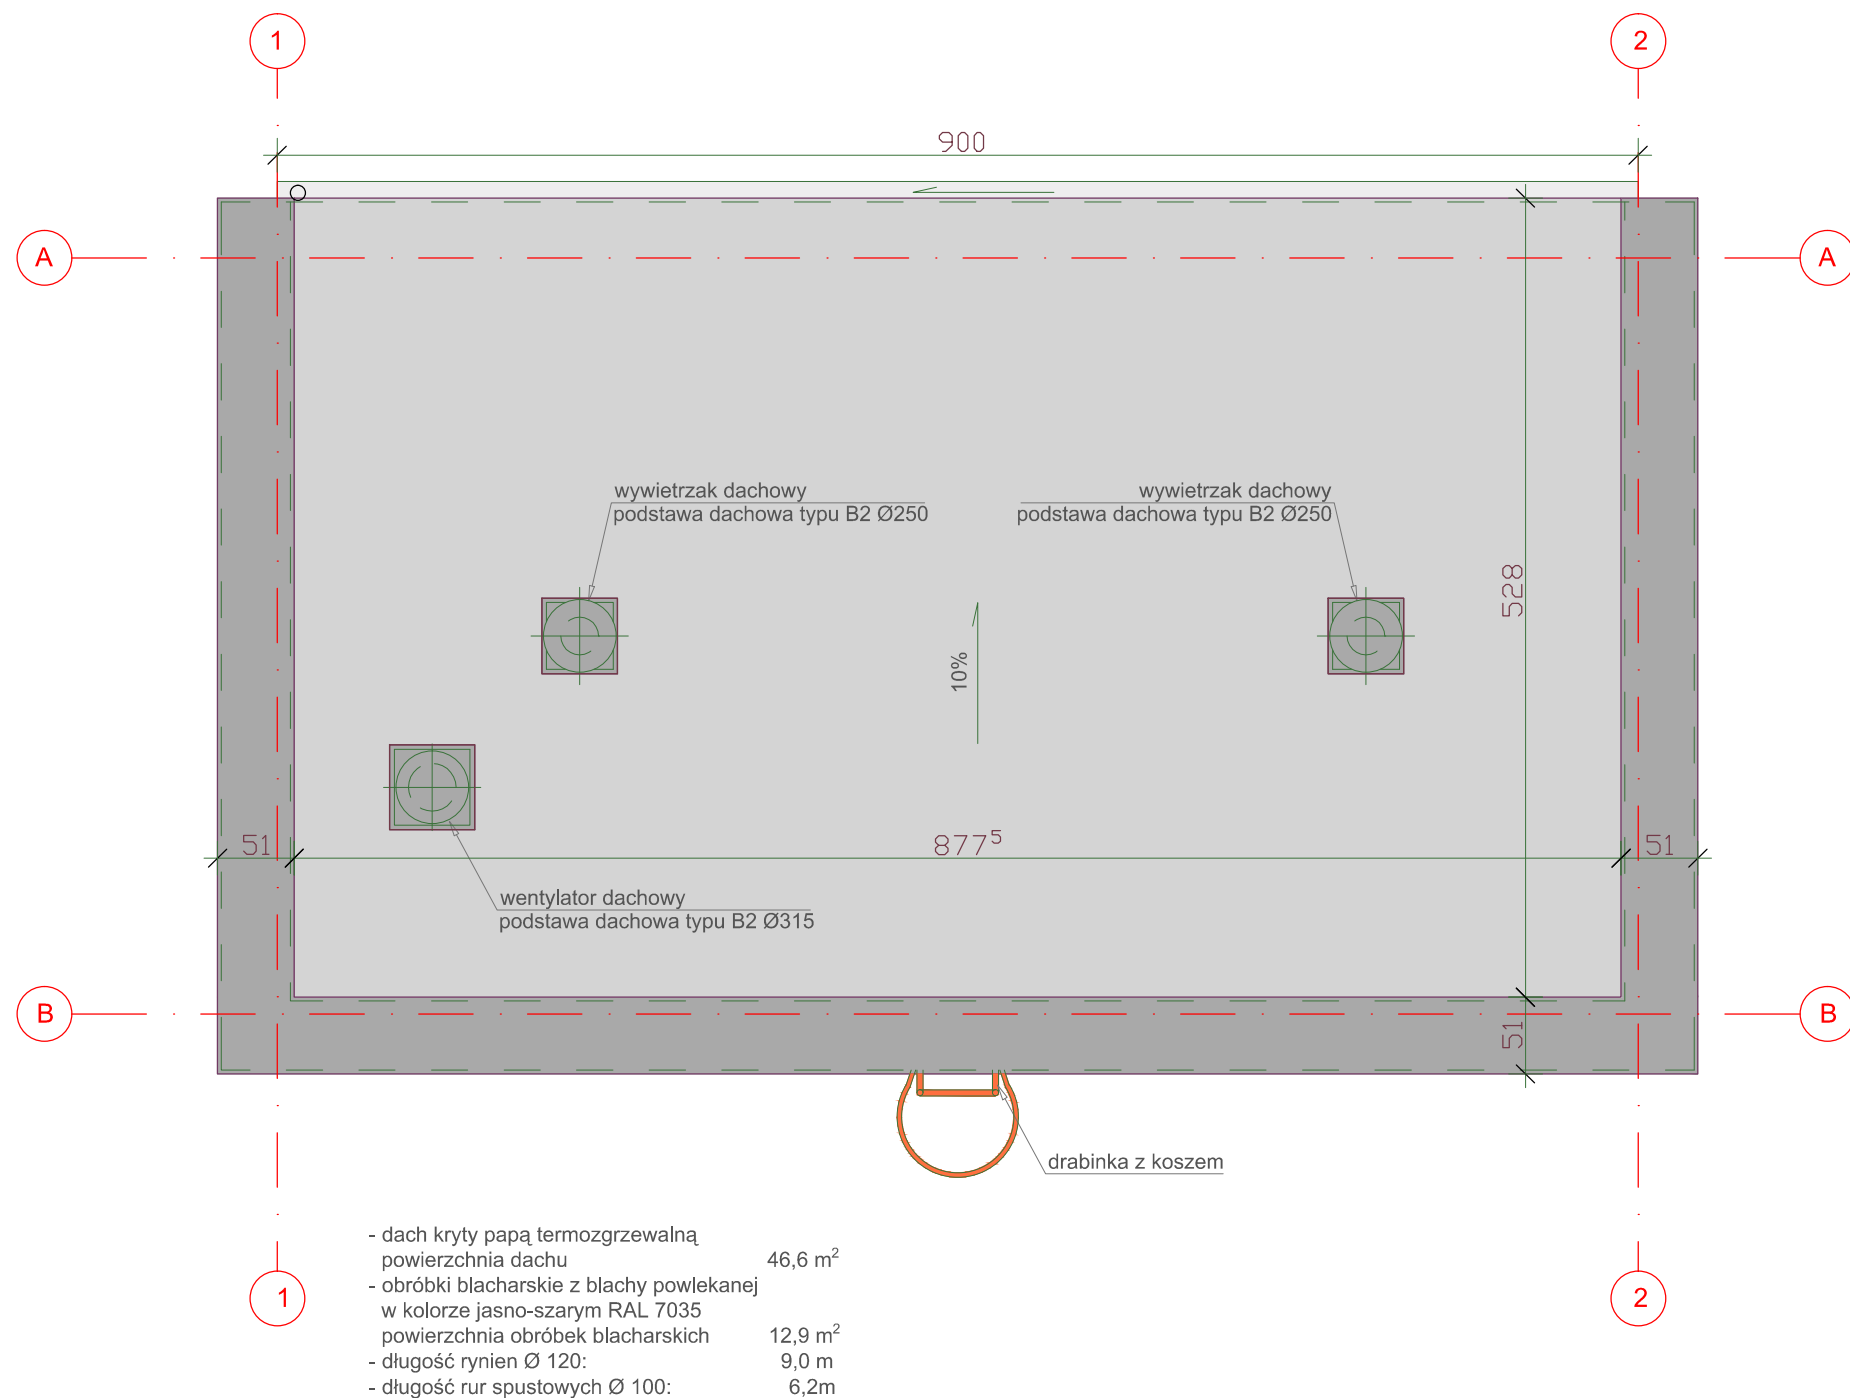 1
2
900
A
A
wywietrzak dachowy
podstawa dachowa typu B2 Ø250
wywietrzak dachowy
podstawa dachowa typu B2 Ø250
528
10%
51
877⁵
51
wentylator dachowy
podstawa dachowa typu B2 Ø315
B
B
51
drabinka z koszem
- dach kryty papą termozgrzewalną
powierzchnia dachu 46,6 m²
- obróbki blacharskie z blachy powlekanej
w kolorze jasno-szarym RAL 7035
powierzchnia obróbek blacharskich 12,9 m²
- długość rynien Ø 120: 9,0 m
- długość rur spustowych Ø 100: 6,2m
1
2